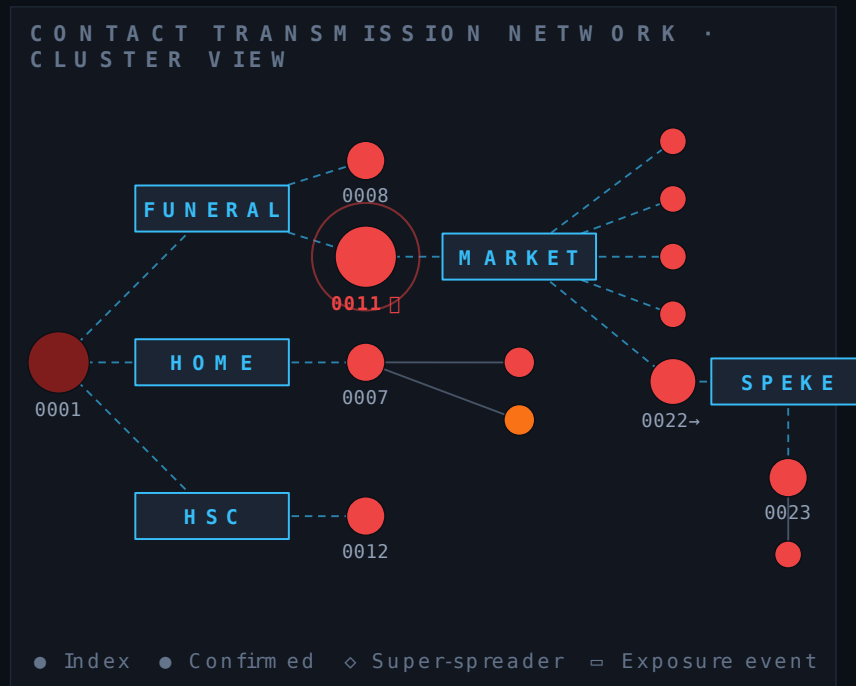 CONTACT TRANSMISSION NETWORK ·
CLUSTER VIEW
FUNERAL
0008
MARKET
0011
HOME
0007
0001
SPEKE
0022→
HSC
0012
0023
● Index ● Confirmed ◇ Super-spreader ▭ Exposure event